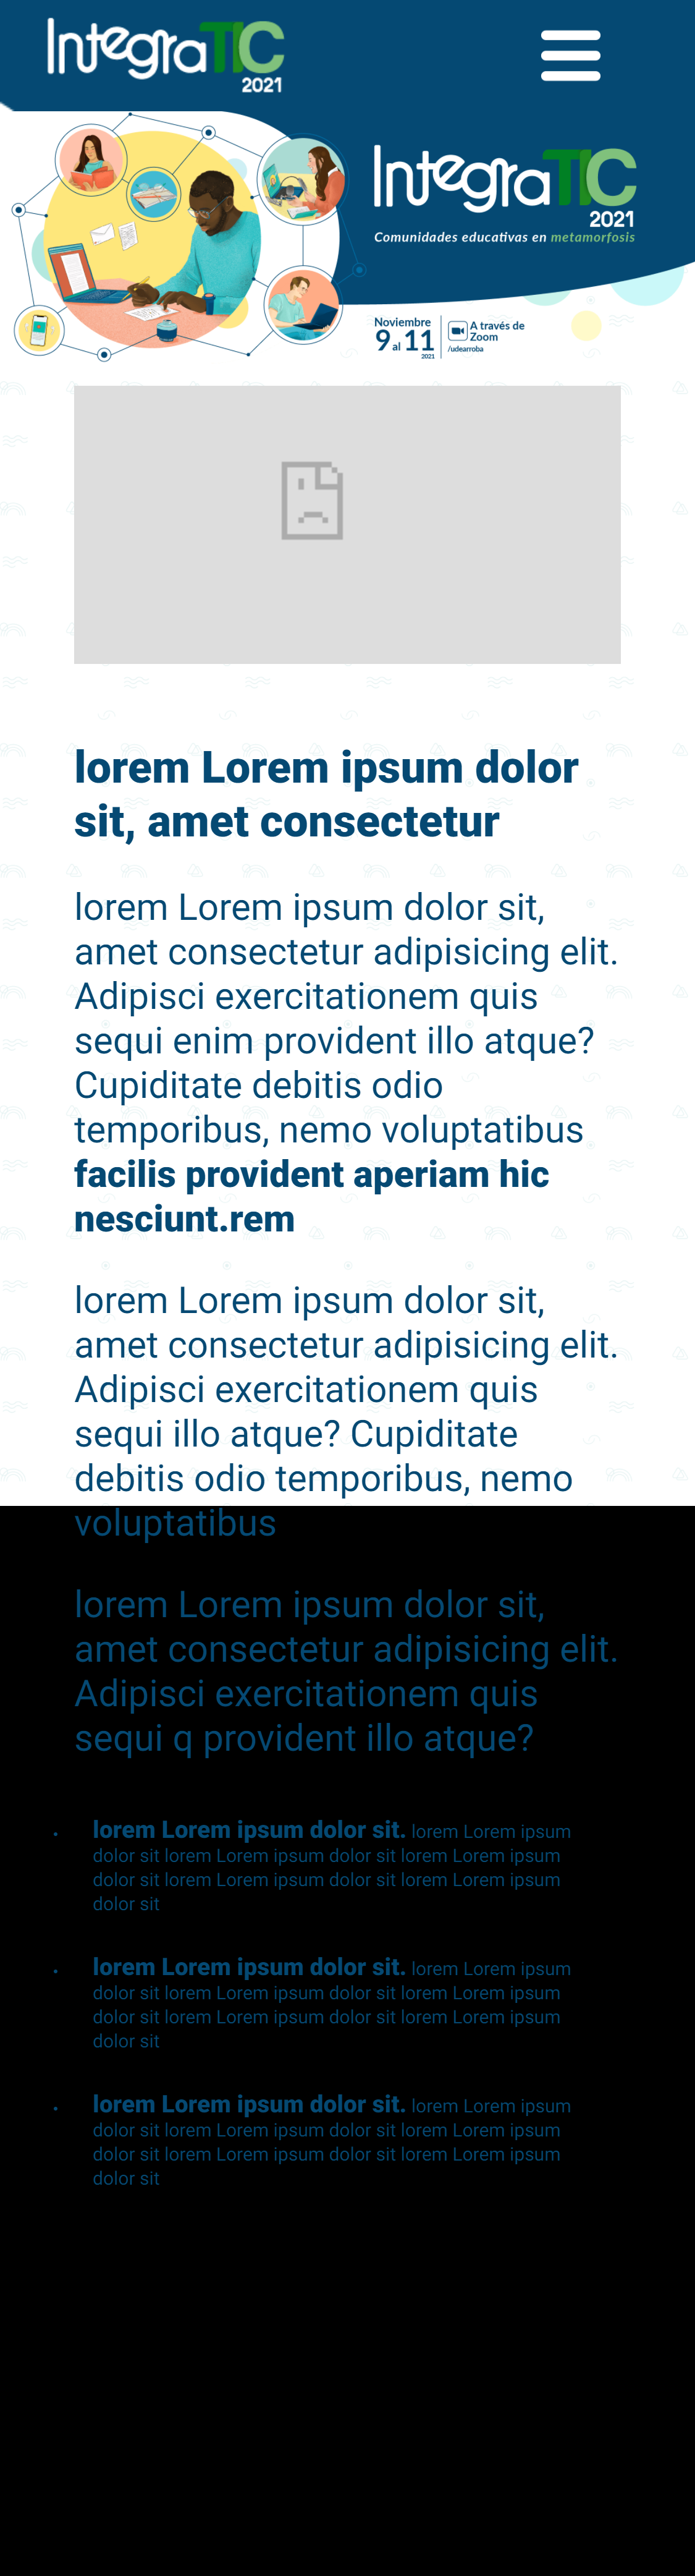 IntegraTIC
2021
IntegraTIC
2021
Comunidades educativas en metamorfosis
Noviembre
9 al 11
2021
A través de
Zoom
/udearroba
lorem Lorem ipsum dolor
sit, amet consectetur
lorem Lorem ipsum dolor sit,
amet consectetur adipisicing elit.
Adipisci exercitationem quis
sequi enim provident illo atque?
Cupiditate debitis odio
temporibus, nemo voluptatibus
facilis provident aperiam hic
nesciunt.rem
lorem Lorem ipsum dolor sit,
amet consectetur adipisicing elit.
Adipisci exercitationem quis
sequi illo atque? Cupiditate
debitis odio temporibus, nemo
voluptatibus
lorem Lorem ipsum dolor sit,
amet consectetur adipisicing elit.
Adipisci exercitationem quis
sequi q provident illo atque?
• lorem Lorem ipsum dolor sit. lorem Lorem ipsum
dolor sit lorem Lorem ipsum dolor sit lorem Lorem ipsum
dolor sit lorem Lorem ipsum dolor sit lorem Lorem ipsum
dolor sit
• lorem Lorem ipsum dolor sit. lorem Lorem ipsum
dolor sit lorem Lorem ipsum dolor sit lorem Lorem ipsum
dolor sit lorem Lorem ipsum dolor sit lorem Lorem ipsum
dolor sit
• lorem Lorem ipsum dolor sit. lorem Lorem ipsum
dolor sit lorem Lorem ipsum dolor sit lorem Lorem ipsum
dolor sit lorem Lorem ipsum dolor sit lorem Lorem ipsum
dolor sit